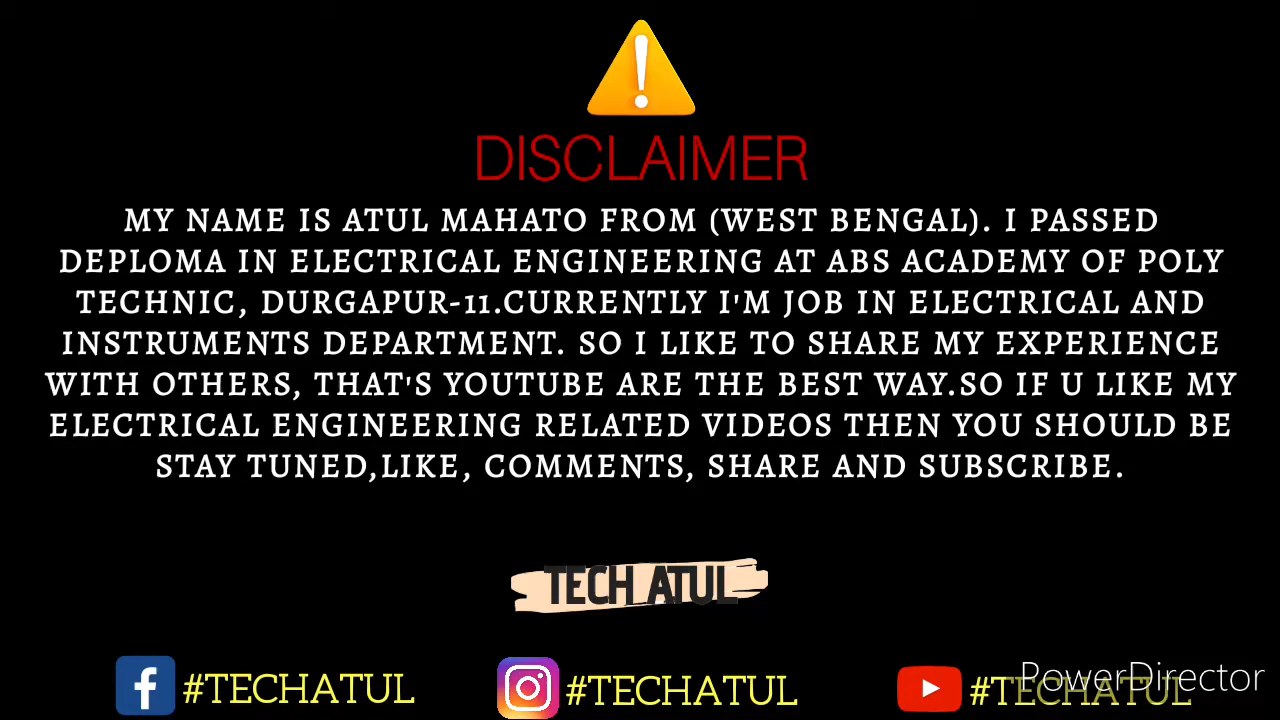 DISCLAIMER
MY NAME IS ATUL MAHATO FROM (WEST BENGAL). I PASSED
DEPLOMA IN ELECTRICAL ENGINEERING AT ABS ACADEMY OF POLY
TECHNIC, DURGAPUR-11.CURRENTLY I'M JOB IN ELECTRICAL AND
INSTRUMENTS DEPARTMENT. SO I LIKE TO SHARE MY EXPERIENCE
WITH OTHERS, THAT'S YOUTUBE ARE THE BEST WAY.SO IF U LIKE MY
ELECTRICAL ENGINEERING RELATED VIDEOS THEN YOU SHOULD BE
STAY TUNED,LIKE, COMMENTS, SHARE AND SUBSCRIBE.
TECH ATUL
#TECHATUL #TECHATUL #TECHATUL
PowerDirector